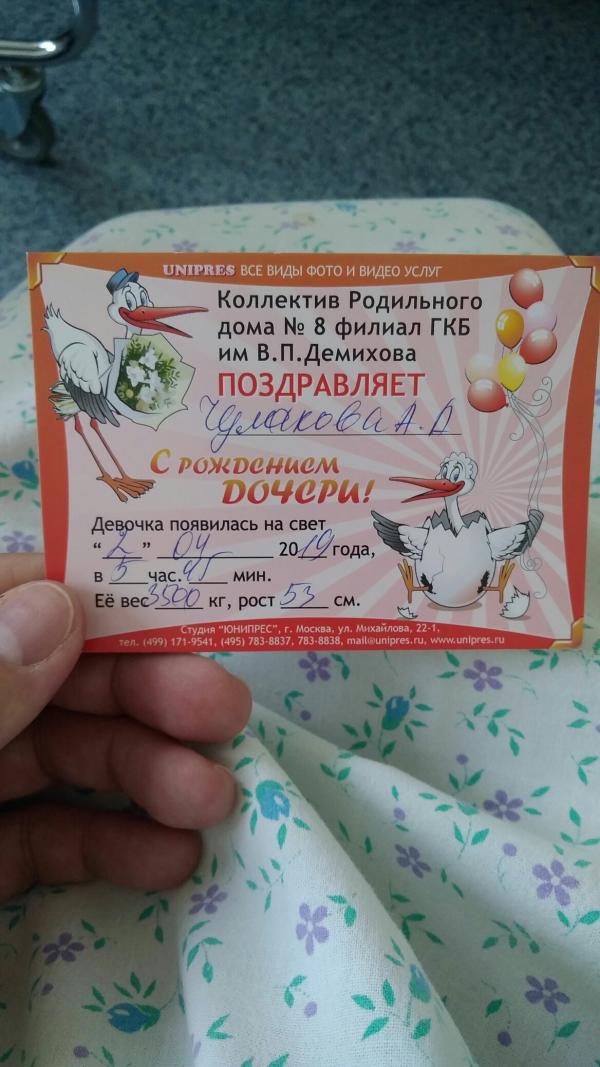 UNIPRES ВСЕ ВИДЫ ФОТО И ВИДЕО УСЛУГ
Коллектив Родильного
дома № 8 филиал ГКБ
им В.П.Демихова
ПОЗДРАВЛЯЕТ
Чулакова А. А
С РОЖДЕНИЕМ
ДОЧЕРИ!
Девочка появилась на свет
"2" 04 2019 года,
в 5 час. 45 мин.
Её вес 3500 кг, рост 53 см.
Студия "ЮНИПРЕС", г. Москва, ул. Михайлова, 22-1,
тел. (499) 171-9541, (495) 783-8837, 783-8838, mail@unipres.ru, www.unipres.ru